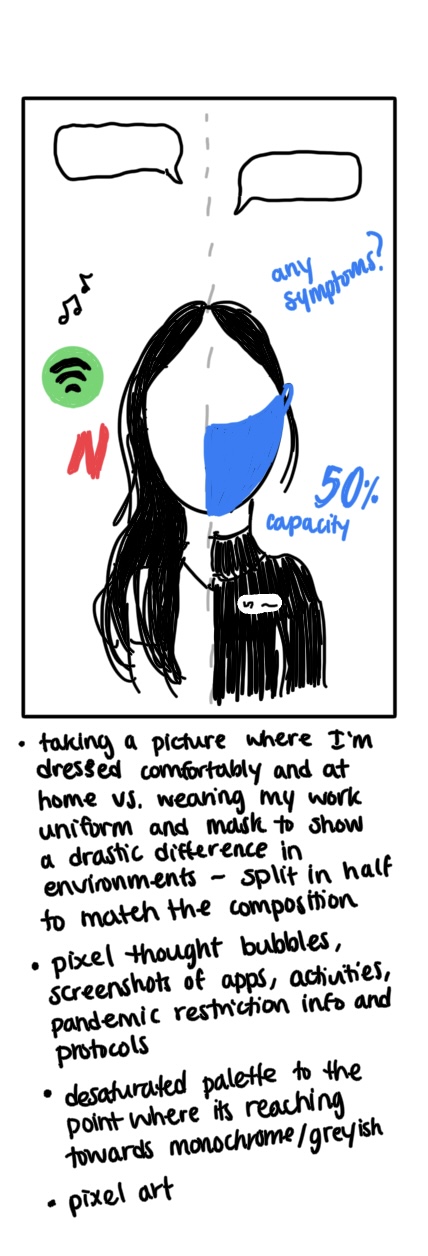 any
symptoms?
N
50%
capacity
• taking a picture where I'm
dressed comfortably and at
home vs. wearing my work
uniform and mask to show
a drastic difference in
environments ~ split in half
to match the composition
• pixel thought bubbles,
screenshots of apps, activities,
pandemic restriction info and
protocols
• desaturated palette to the
point where its reaching
towards monochrome/greyish
• pixel art